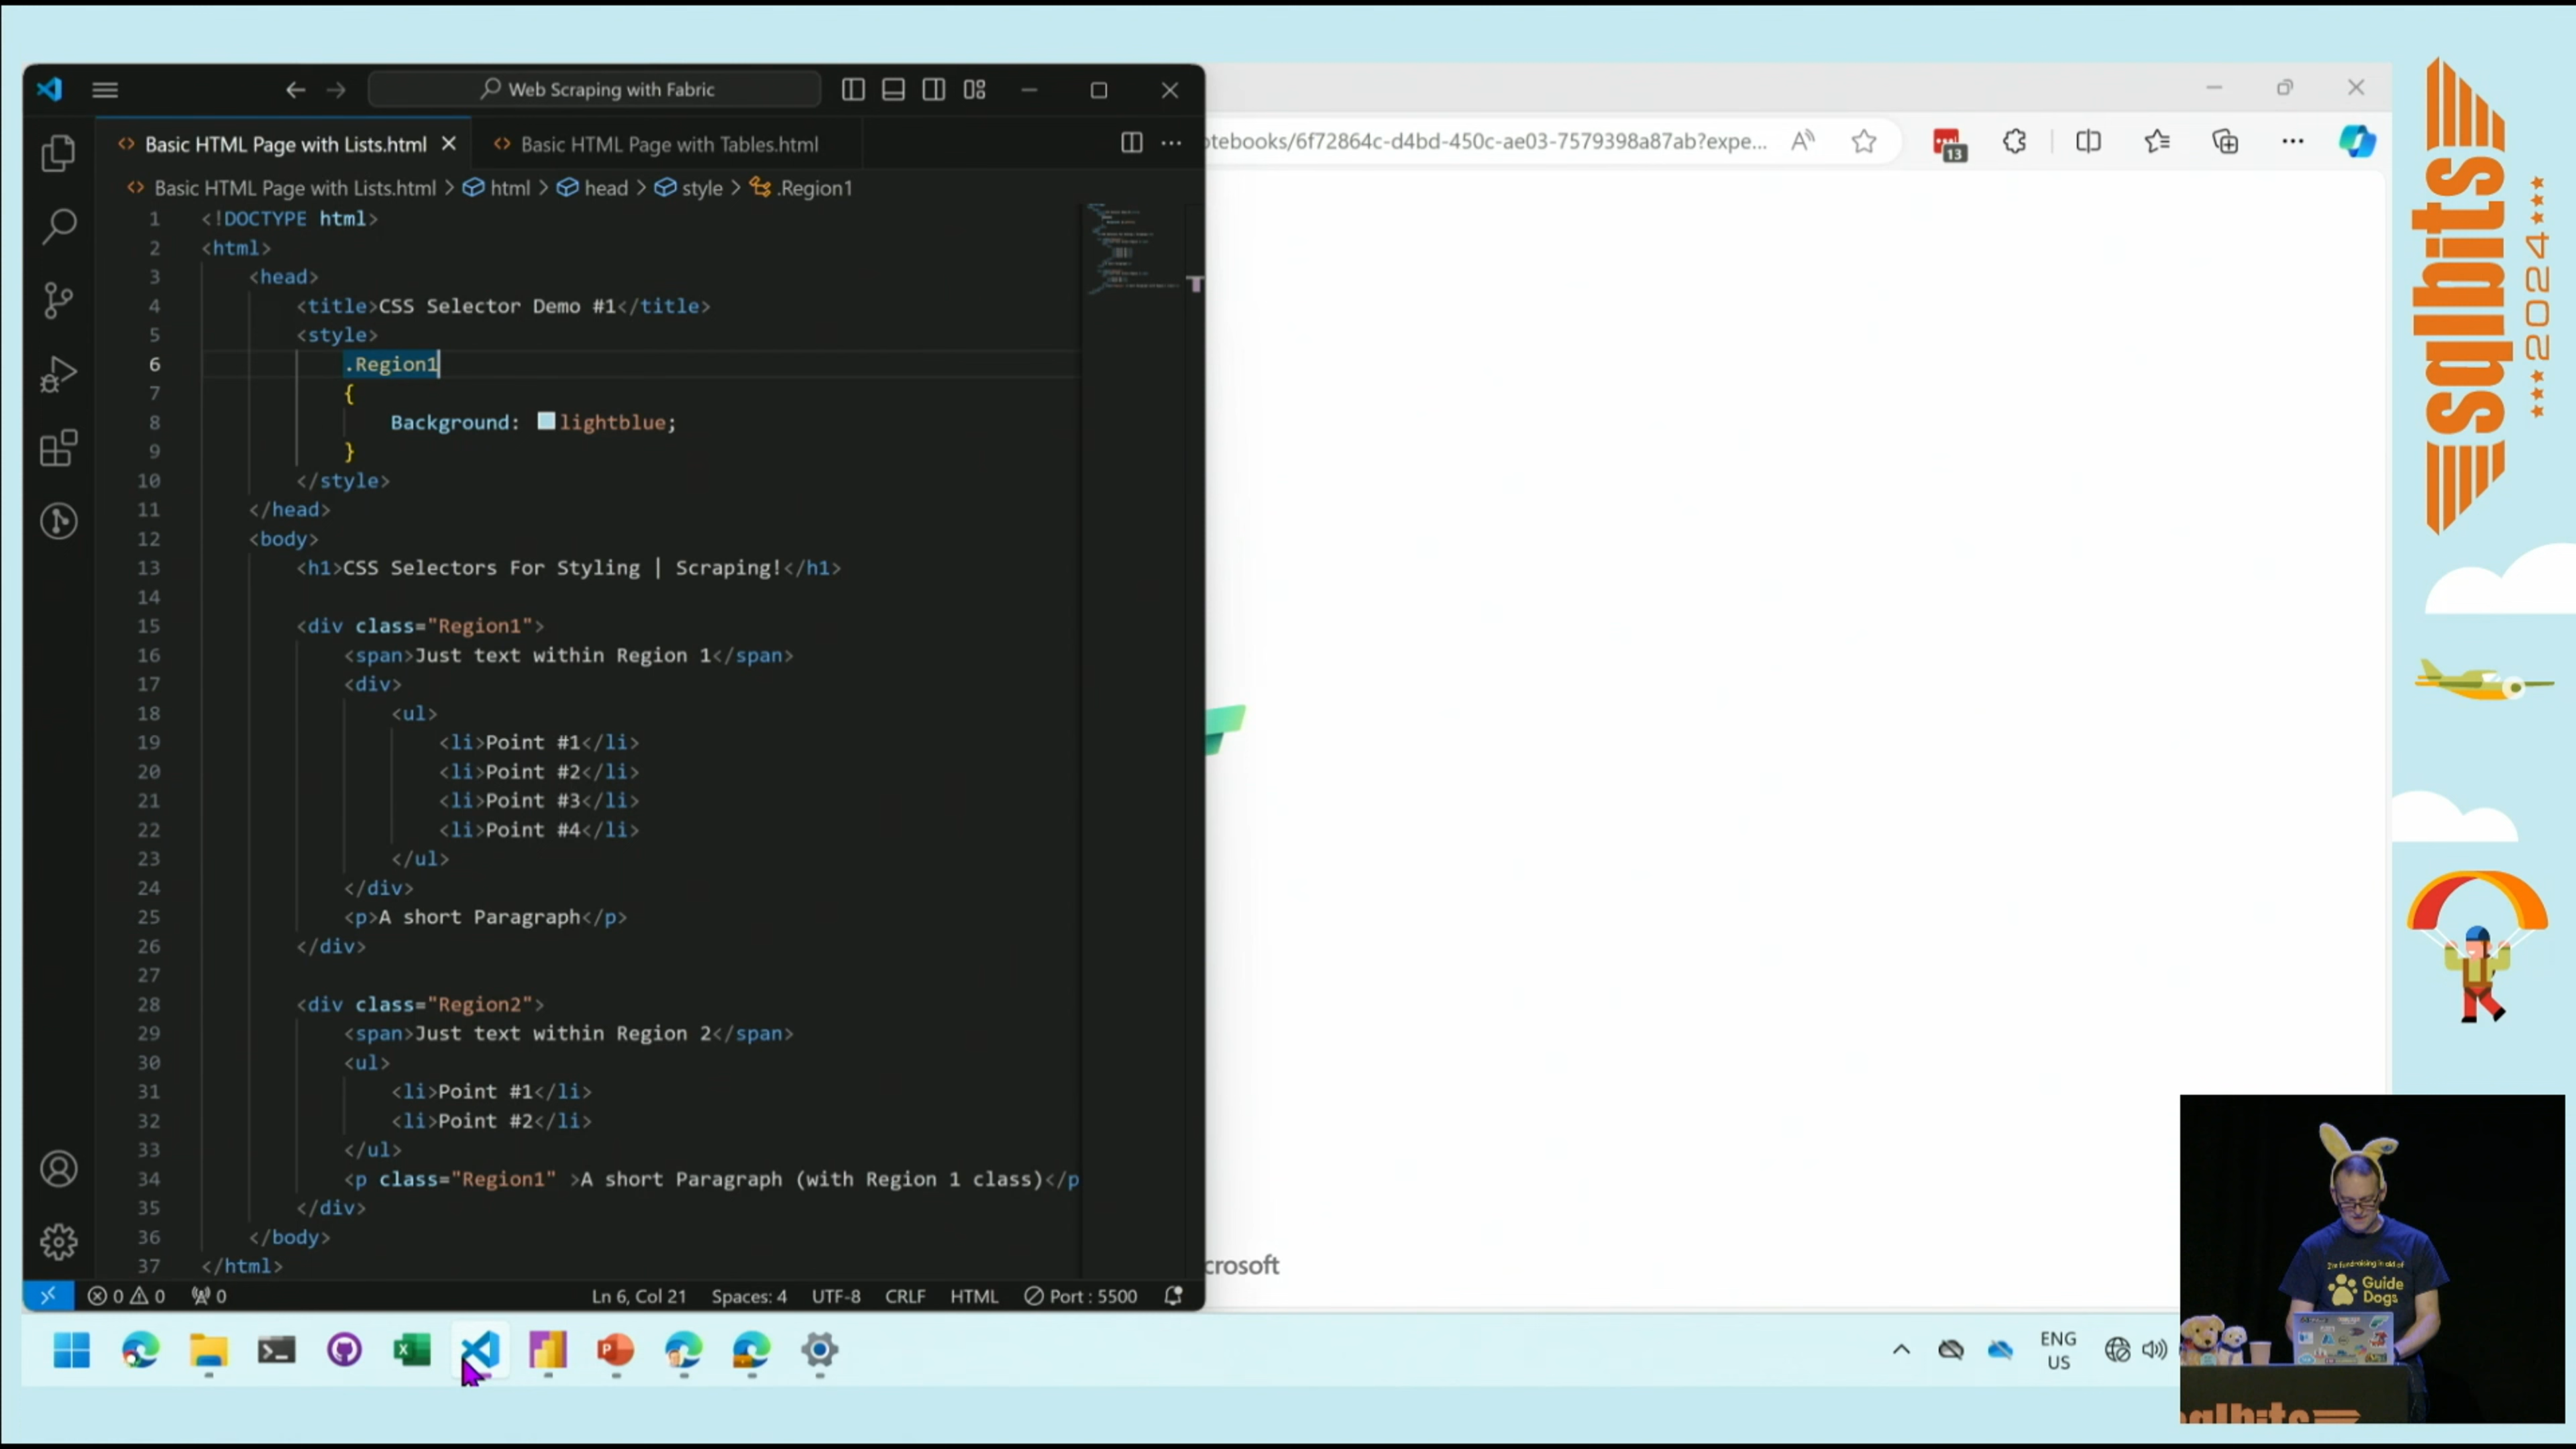 Web Scraping with Fabric
Basic HTML Page with Lists.html
Basic HTML Page with Tables.html
Basic HTML Page with Lists.html > html > head > style > .Region1
1 <!DOCTYPE html>
2 <html>
3 <head>
4 <title>CSS Selector Demo #1</title>
5 <style>
6 .Region1
7 {
8 Background: lightblue;
9 }
10 </style>
11 </head>
12 <body>
13 <h1>CSS Selectors For Styling | Scraping!</h1>
14
15 <div class="Region1">
16 <span>Just text within Region 1</span>
17 <div>
18 <ul>
19 <li>Point #1</li>
20 <li>Point #2</li>
21 <li>Point #3</li>
22 <li>Point #4</li>
23 </ul>
24 </div>
25 <p>A short Paragraph</p>
26 </div>
27
28 <div class="Region2">
29 <span>Just text within Region 2</span>
30 <ul>
31 <li>Point #1</li>
32 <li>Point #2</li>
33 </ul>
34 <p class="Region1" >A short Paragraph (with Region 1 class)</p
35 </div>
36 </body>
37 </html>
0 0 0
Ln 6, Col 21 Spaces: 4 UTF-8 CRLF HTML Port : 5500
otebooks/6f72864c-d4bd-450c-ae03-7579398a87ab?expe...
13
crosoft
ENG
US
sqlbits
2024
I'm fundraising in aid of
Guide
Dogs
sqlbits